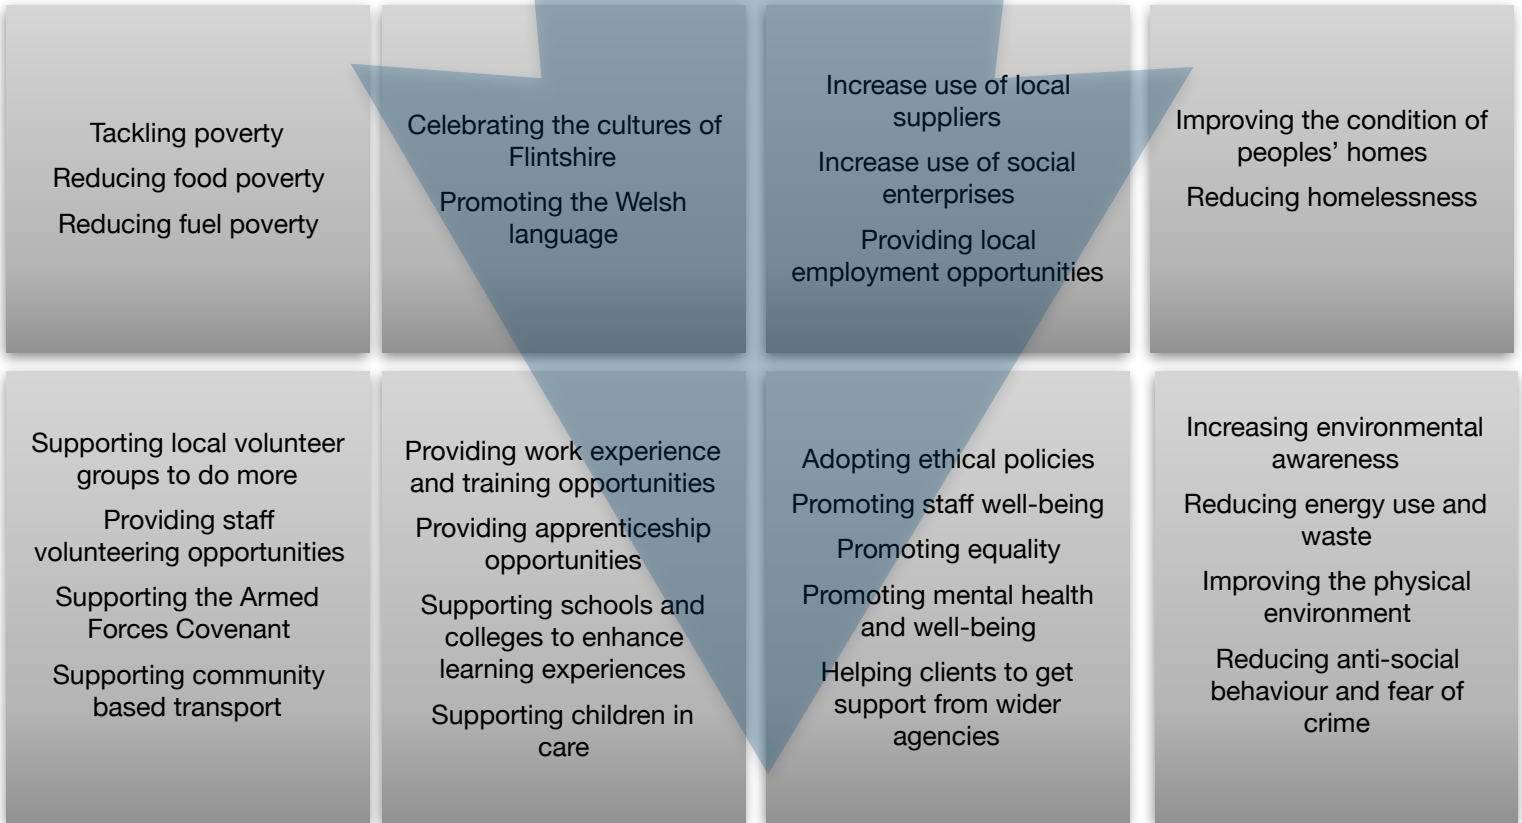 Tackling poverty
Reducing food poverty
Reducing fuel poverty
Celebrating the cultures of
Flintshire
Promoting the Welsh
language
Increase use of local
suppliers
Increase use of social
enterprises
Providing local
employment opportunities
Improving the condition of
peoples’ homes
Reducing homelessness
Supporting local volunteer
groups to do more
Providing staff
volunteering opportunities
Supporting the Armed
Forces Covenant
Supporting community
based transport
Providing work experience
and training opportunities
Providing apprenticeship
opportunities
Supporting schools and
colleges to enhance
learning experiences
Supporting children in
care
Adopting ethical policies
Promoting staff well-being
Promoting equality
Promoting mental health
and well-being
Helping clients to get
support from wider
agencies
Increasing environmental
awareness
Reducing energy use and
waste
Improving the physical
environment
Reducing anti-social
behaviour and fear of
crime